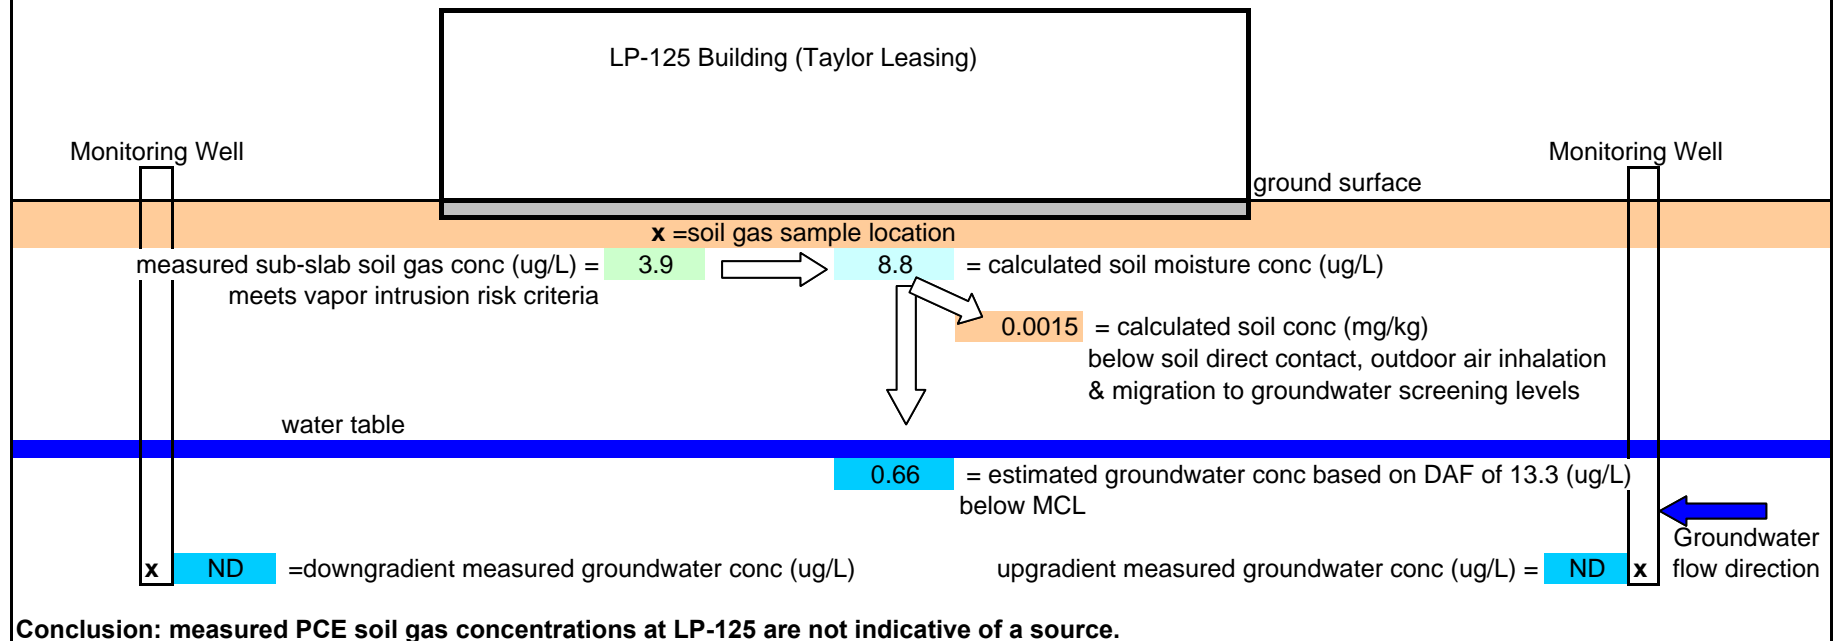 LP-125 Building (Taylor Leasing)
Monitoring Well
Monitoring Well
ground surface
x =soil gas sample location
measured sub-slab soil gas conc (ug/L) = 3.9
8.8 = calculated soil moisture conc (ug/L)
meets vapor intrusion risk criteria
0.0015 = calculated soil conc (mg/kg)
below soil direct contact, outdoor air inhalation
& migration to groundwater screening levels
water table
0.66 = estimated groundwater conc based on DAF of 13.3 (ug/L)
below MCL
Groundwater
flow direction
x ND =downgradient measured groundwater conc (ug/L)
upgradient measured groundwater conc (ug/L) = ND x
Conclusion: measured PCE soil gas concentrations at LP-125 are not indicative of a source.